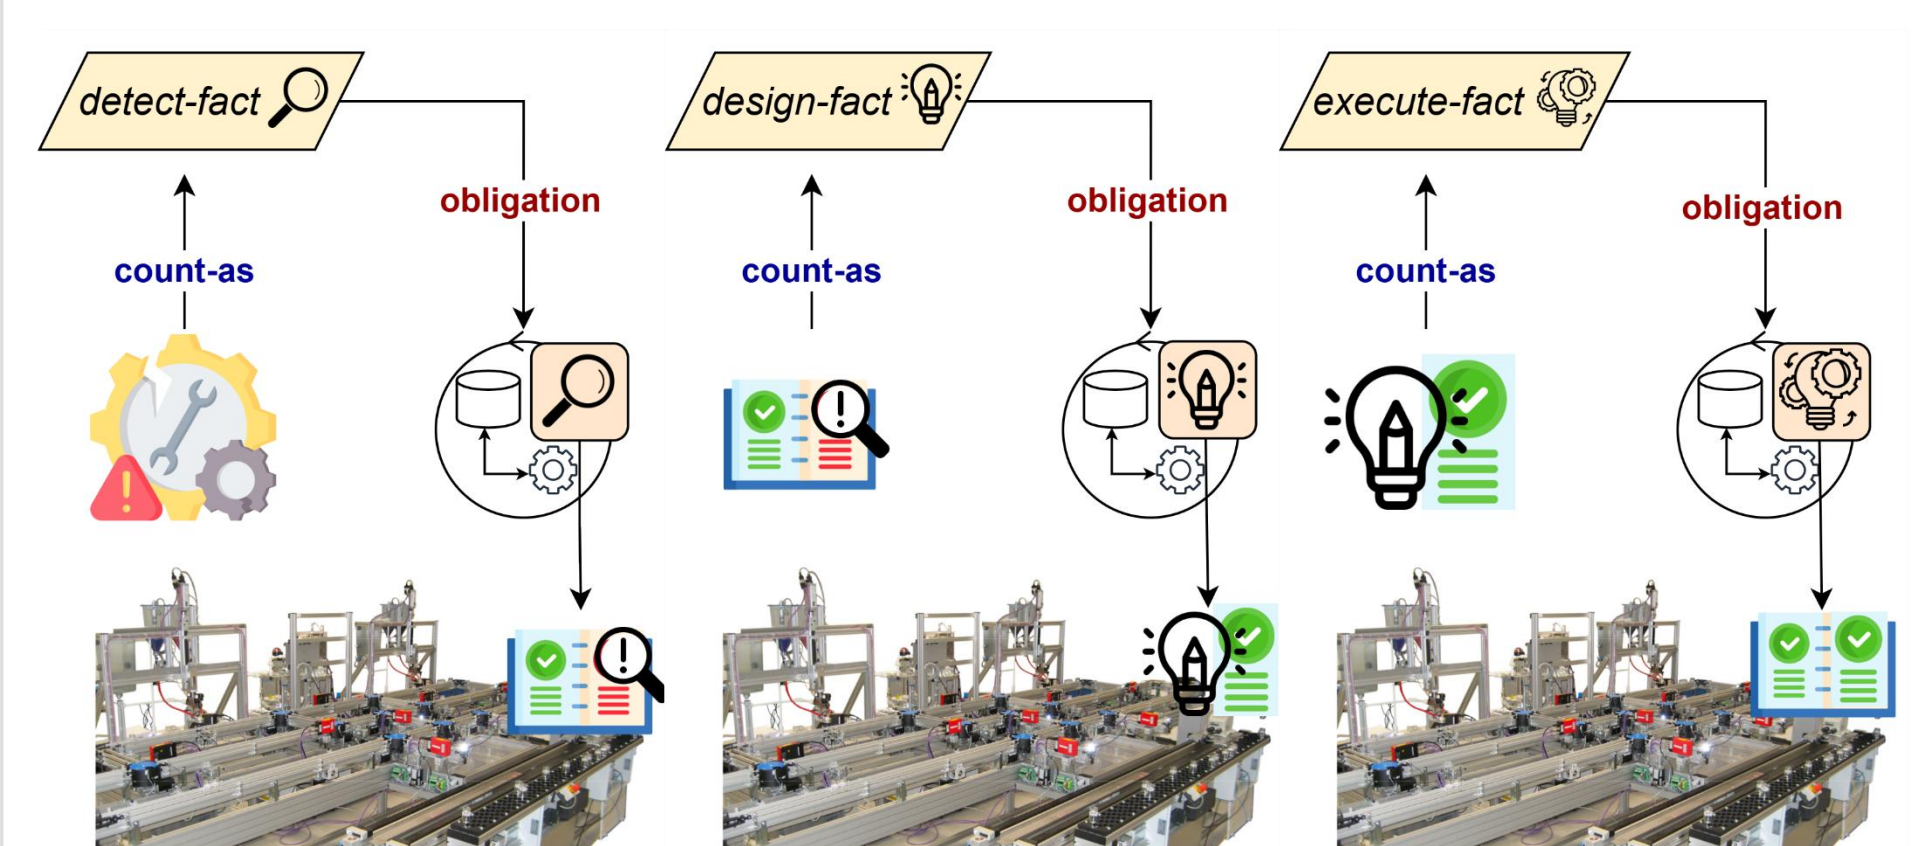 detect-fact
design-fact
execute-fact
obligation
obligation
obligation
count-as
count-as
count-as